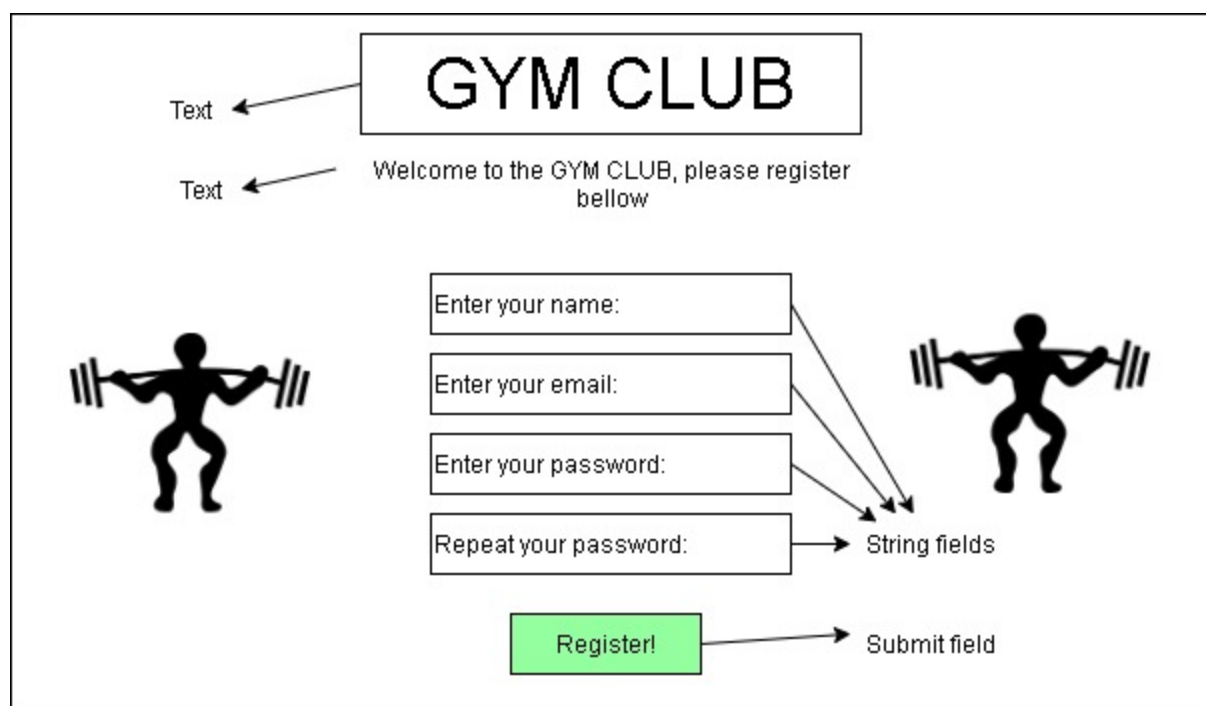 GYM CLUB
Text
Welcome to the GYM CLUB, please register
bellow
Text
Enter your name:
Enter your email:
Enter your password:
Repeat your password:
String fields
Register!
Submit field